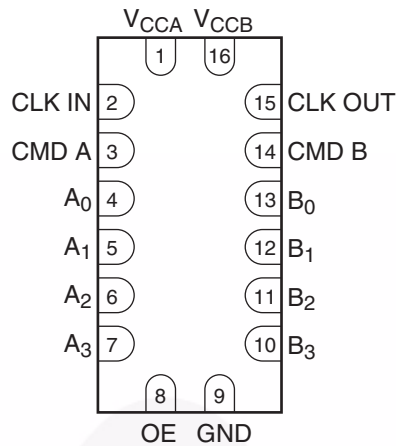 VCCA VCCB
1 16
CLK IN 2 15 CLK OUT
CMD A 3 14 CMD B
A0 4 13 B0
A1 5 12 B1
A2 6 11 B2
A3 7 10 B3
8 9
OE GND